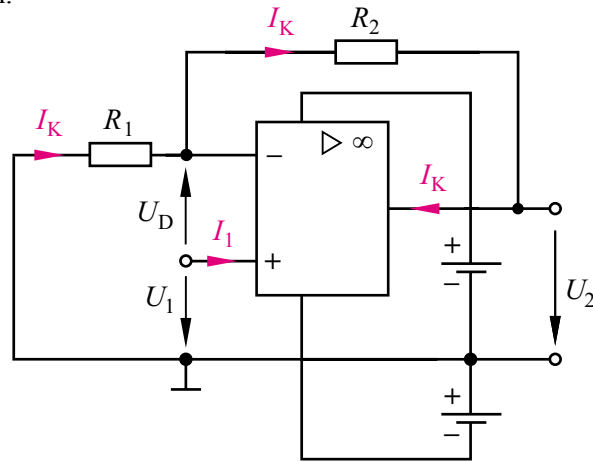 I_K R_2
I_K R_1
− ▷ ∞
I_K
U_D
I_1
+
+
−
U_1
U_2
+
−